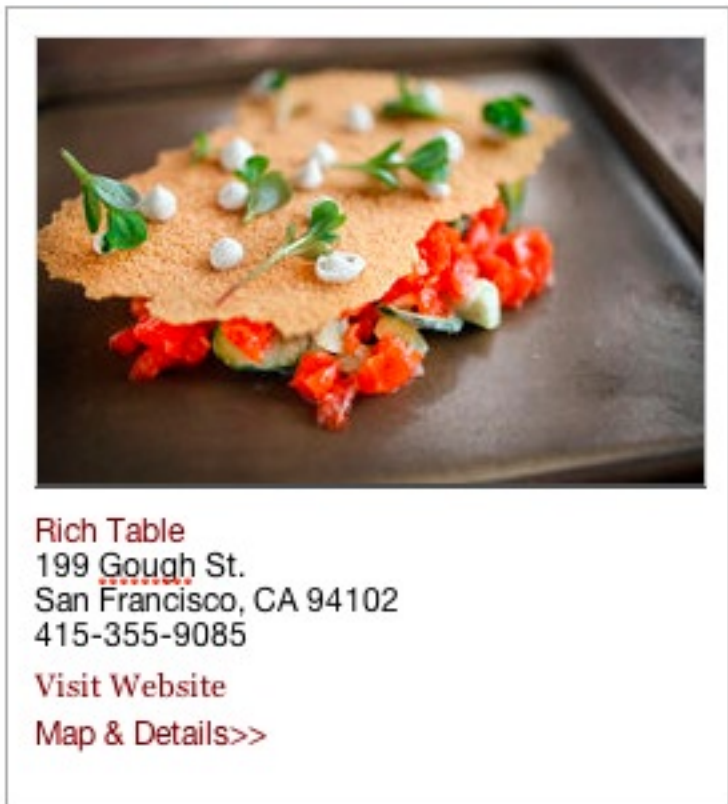 Rich Table
199 Gough St.
San Francisco, CA 94102
415-355-9085
Visit Website
Map & Details>>